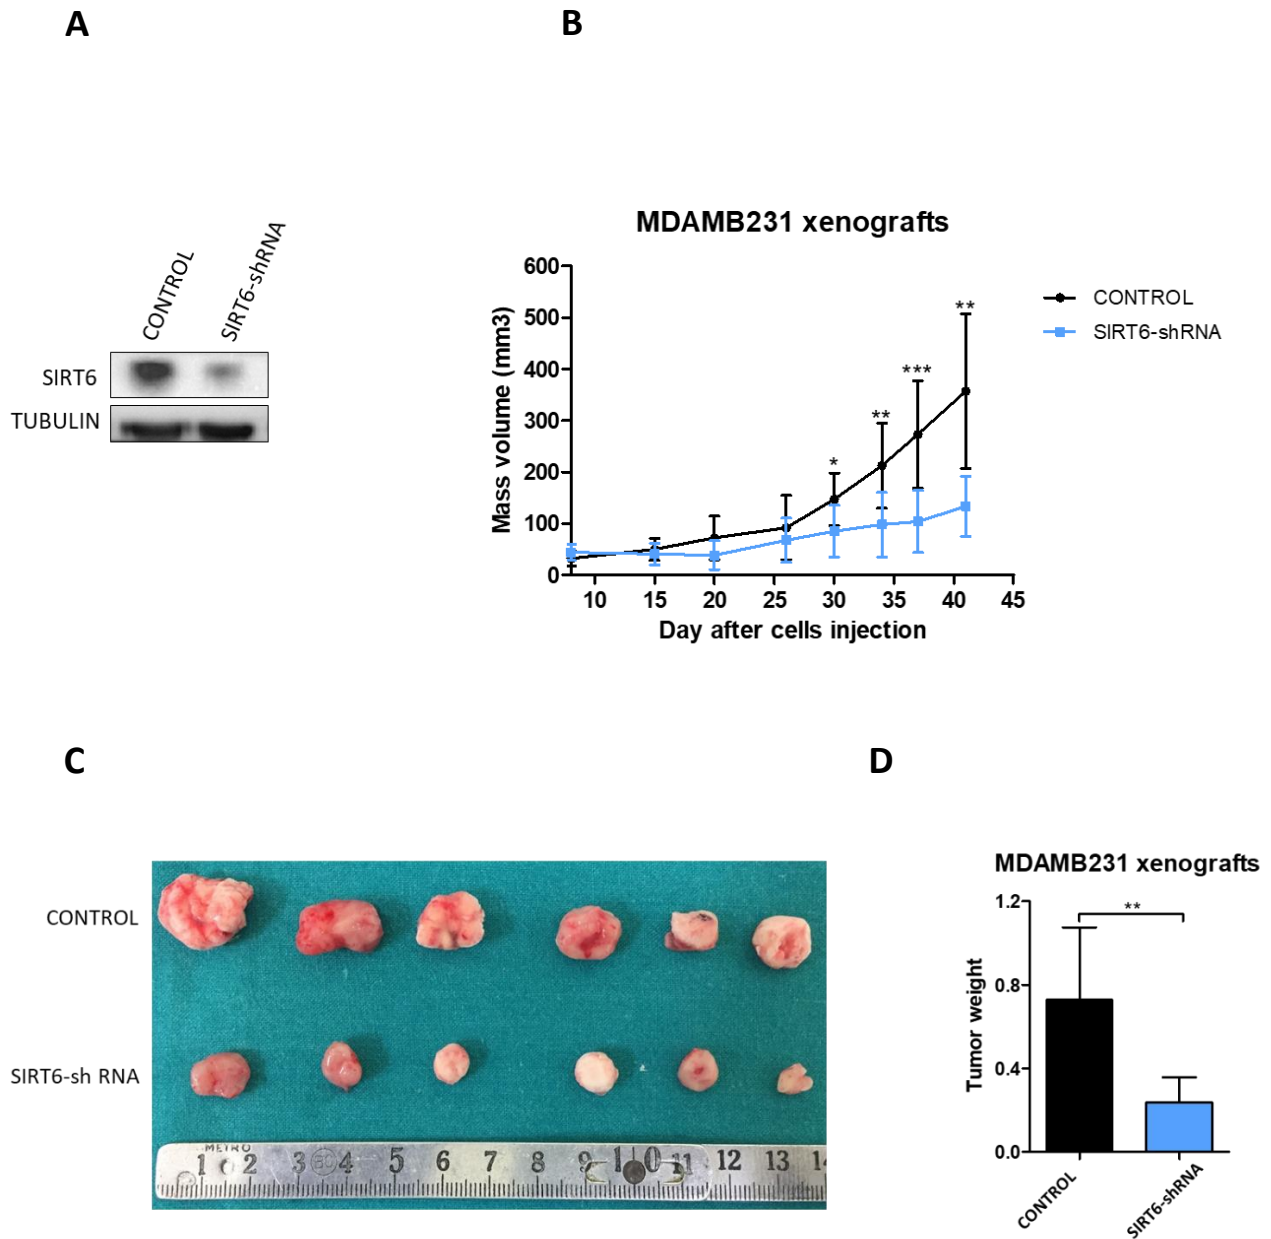 A
B
CONTROL
SIRT6-shRNA
SIRT6
TUBULIN
MDAMB231 xenografts
Mass volume (mm3)
600
500
400
300
200
100
0
*
**
***
**
10 15 20 25 30 35 40 45
Day after cells injection
CONTROL
SIRT6-shRNA
C
D
CONTROL
SIRT6-sh RNA
METRO
1 2 3 4 5 6 7 8 9 10 11 12 13
MDAMB231 xenografts
Tumor weight
1.2
0.8
0.4
0.0
**
CONTROL
SIRT6-shRNA